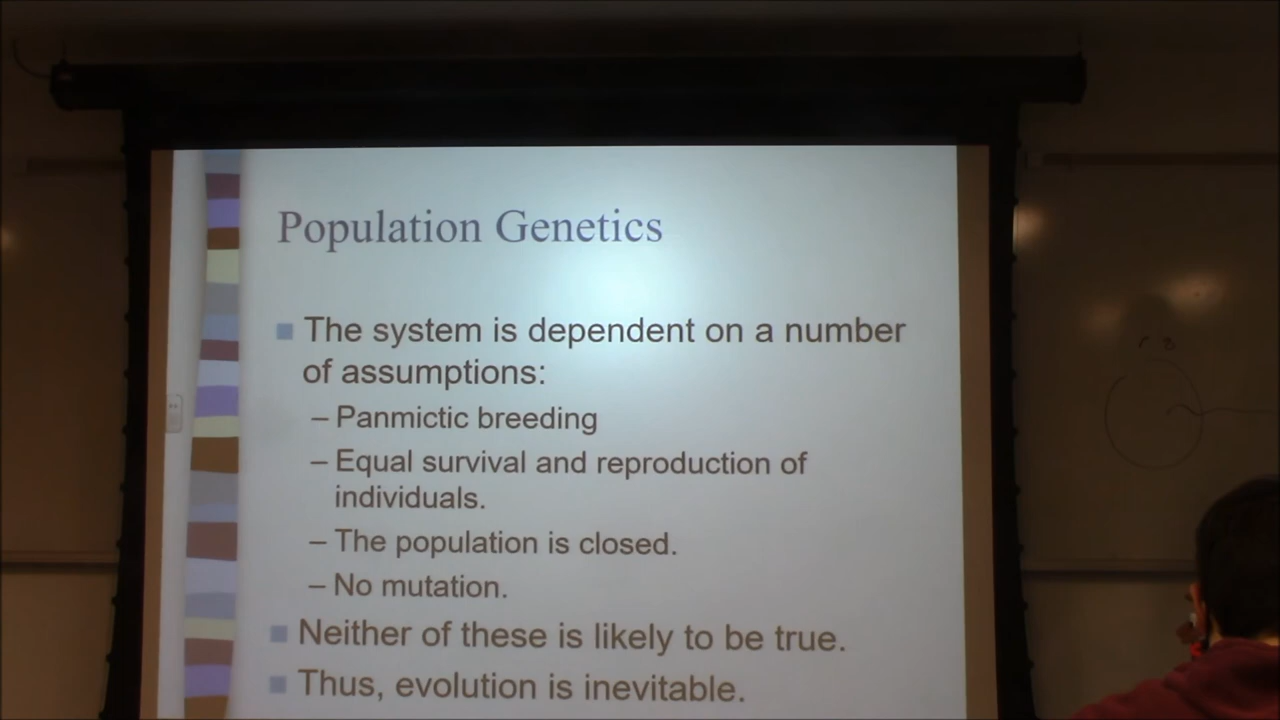 Population Genetics
■ The system is dependent on a number
of assumptions:
– Panmictic breeding
– Equal survival and reproduction of
individuals.
– The population is closed.
– No mutation.
■ Neither of these is likely to be true.
■ Thus, evolution is inevitable.